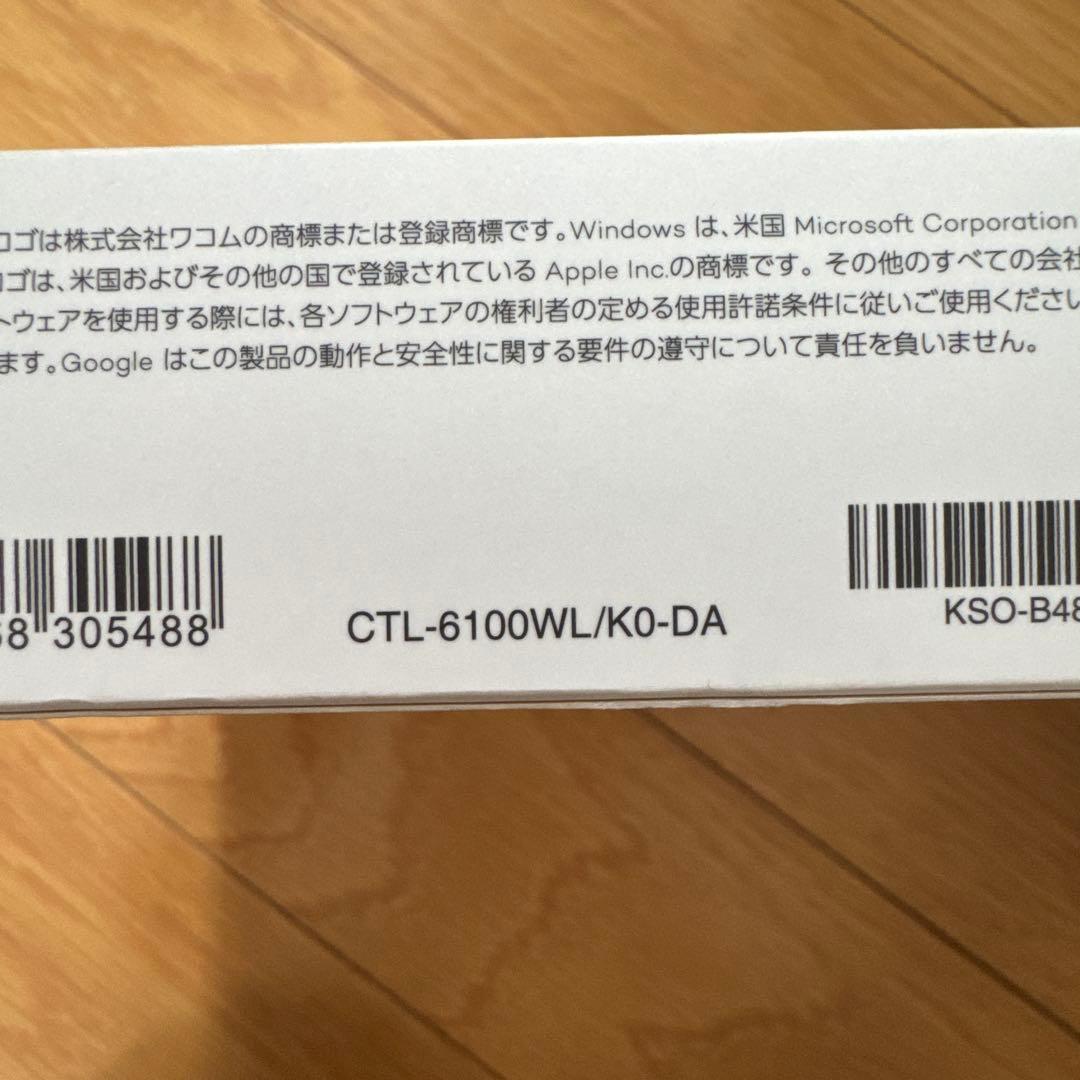 ロゴは株式会社ワコムの商標または登録商標です。Windows は、米国 Microsoft Corporation
ゴは、米国およびその他の国で登録されている Apple Inc.の商標です。その他のすべての会社
トウェアを使用する際には、各ソフトウェアの権利者の定める使用許諾条件に従いご使用ください
ます。Google はこの製品の動作と安全性に関する要件の遵守について責任を負いません。
8 305488
CTL-6100WL/K0-DA
KSO-B48